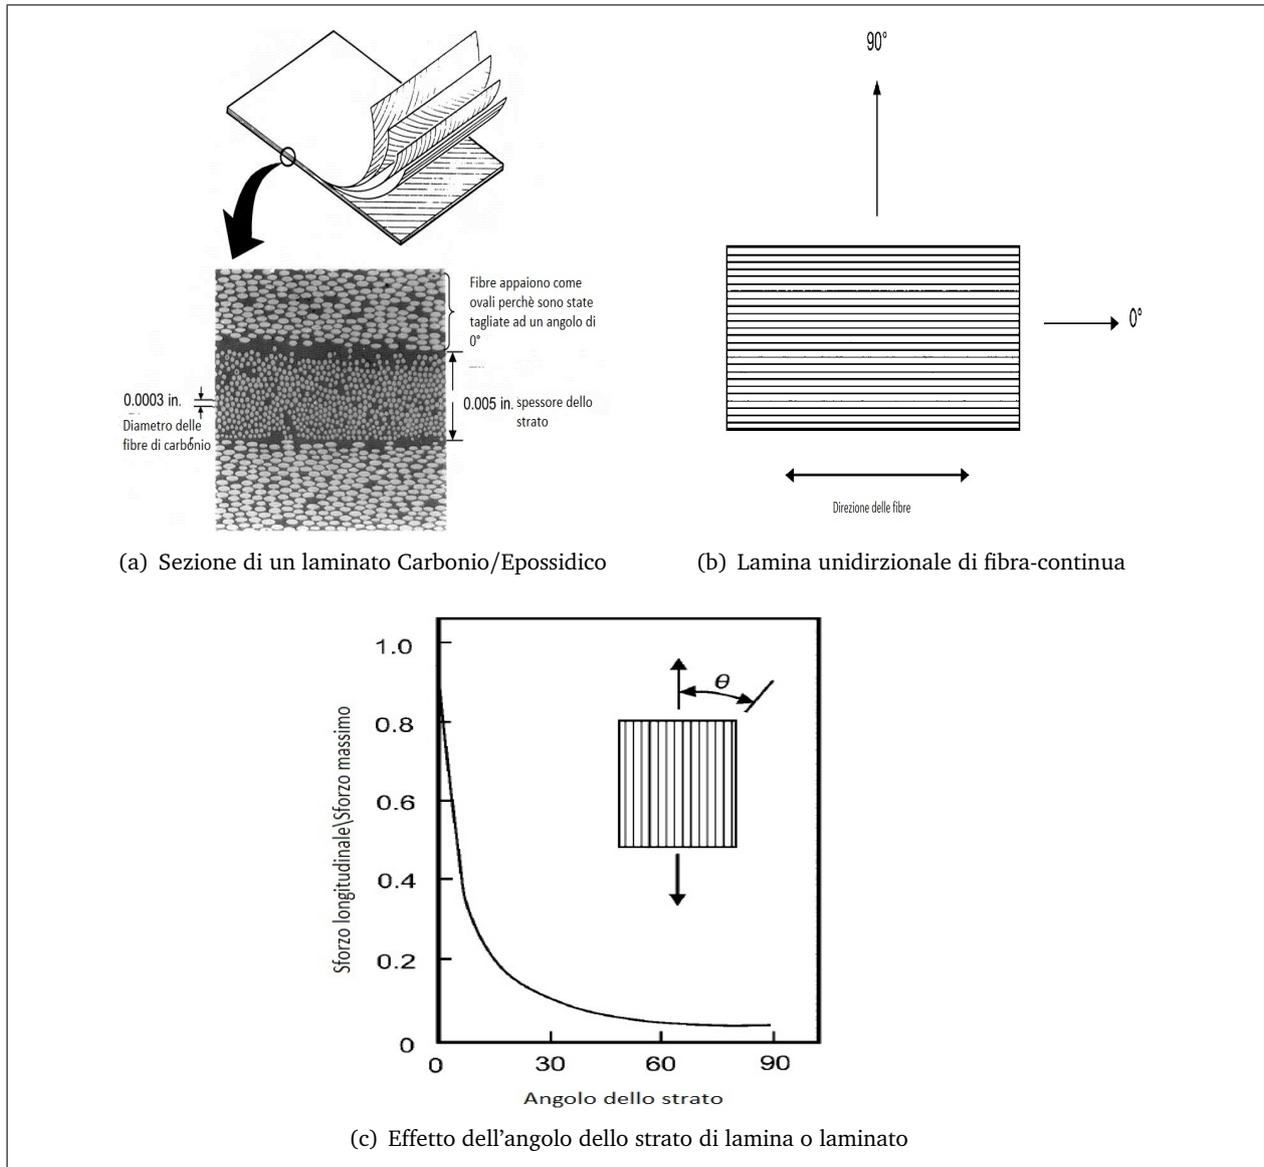 Fibre appaiono come
ovali perchè sono state
tagliate ad un angolo di
0°
0.0003 in.
Diametro delle
fibre di carbonio
0.005 in. spessore dello
strato
(a) Sezione di un laminato Carbonio/Epossidico
90°
0°
Direzione delle fibre
(b) Lamina unidirzionale di fibra-continua
Sforzo longitudinale\Sforzo massimo
1.0
0.8
0.6
0.4
0.2
0
θ
0 30 60 90
Angolo dello strato
(c) Effetto dell'angolo dello strato di lamina o laminato